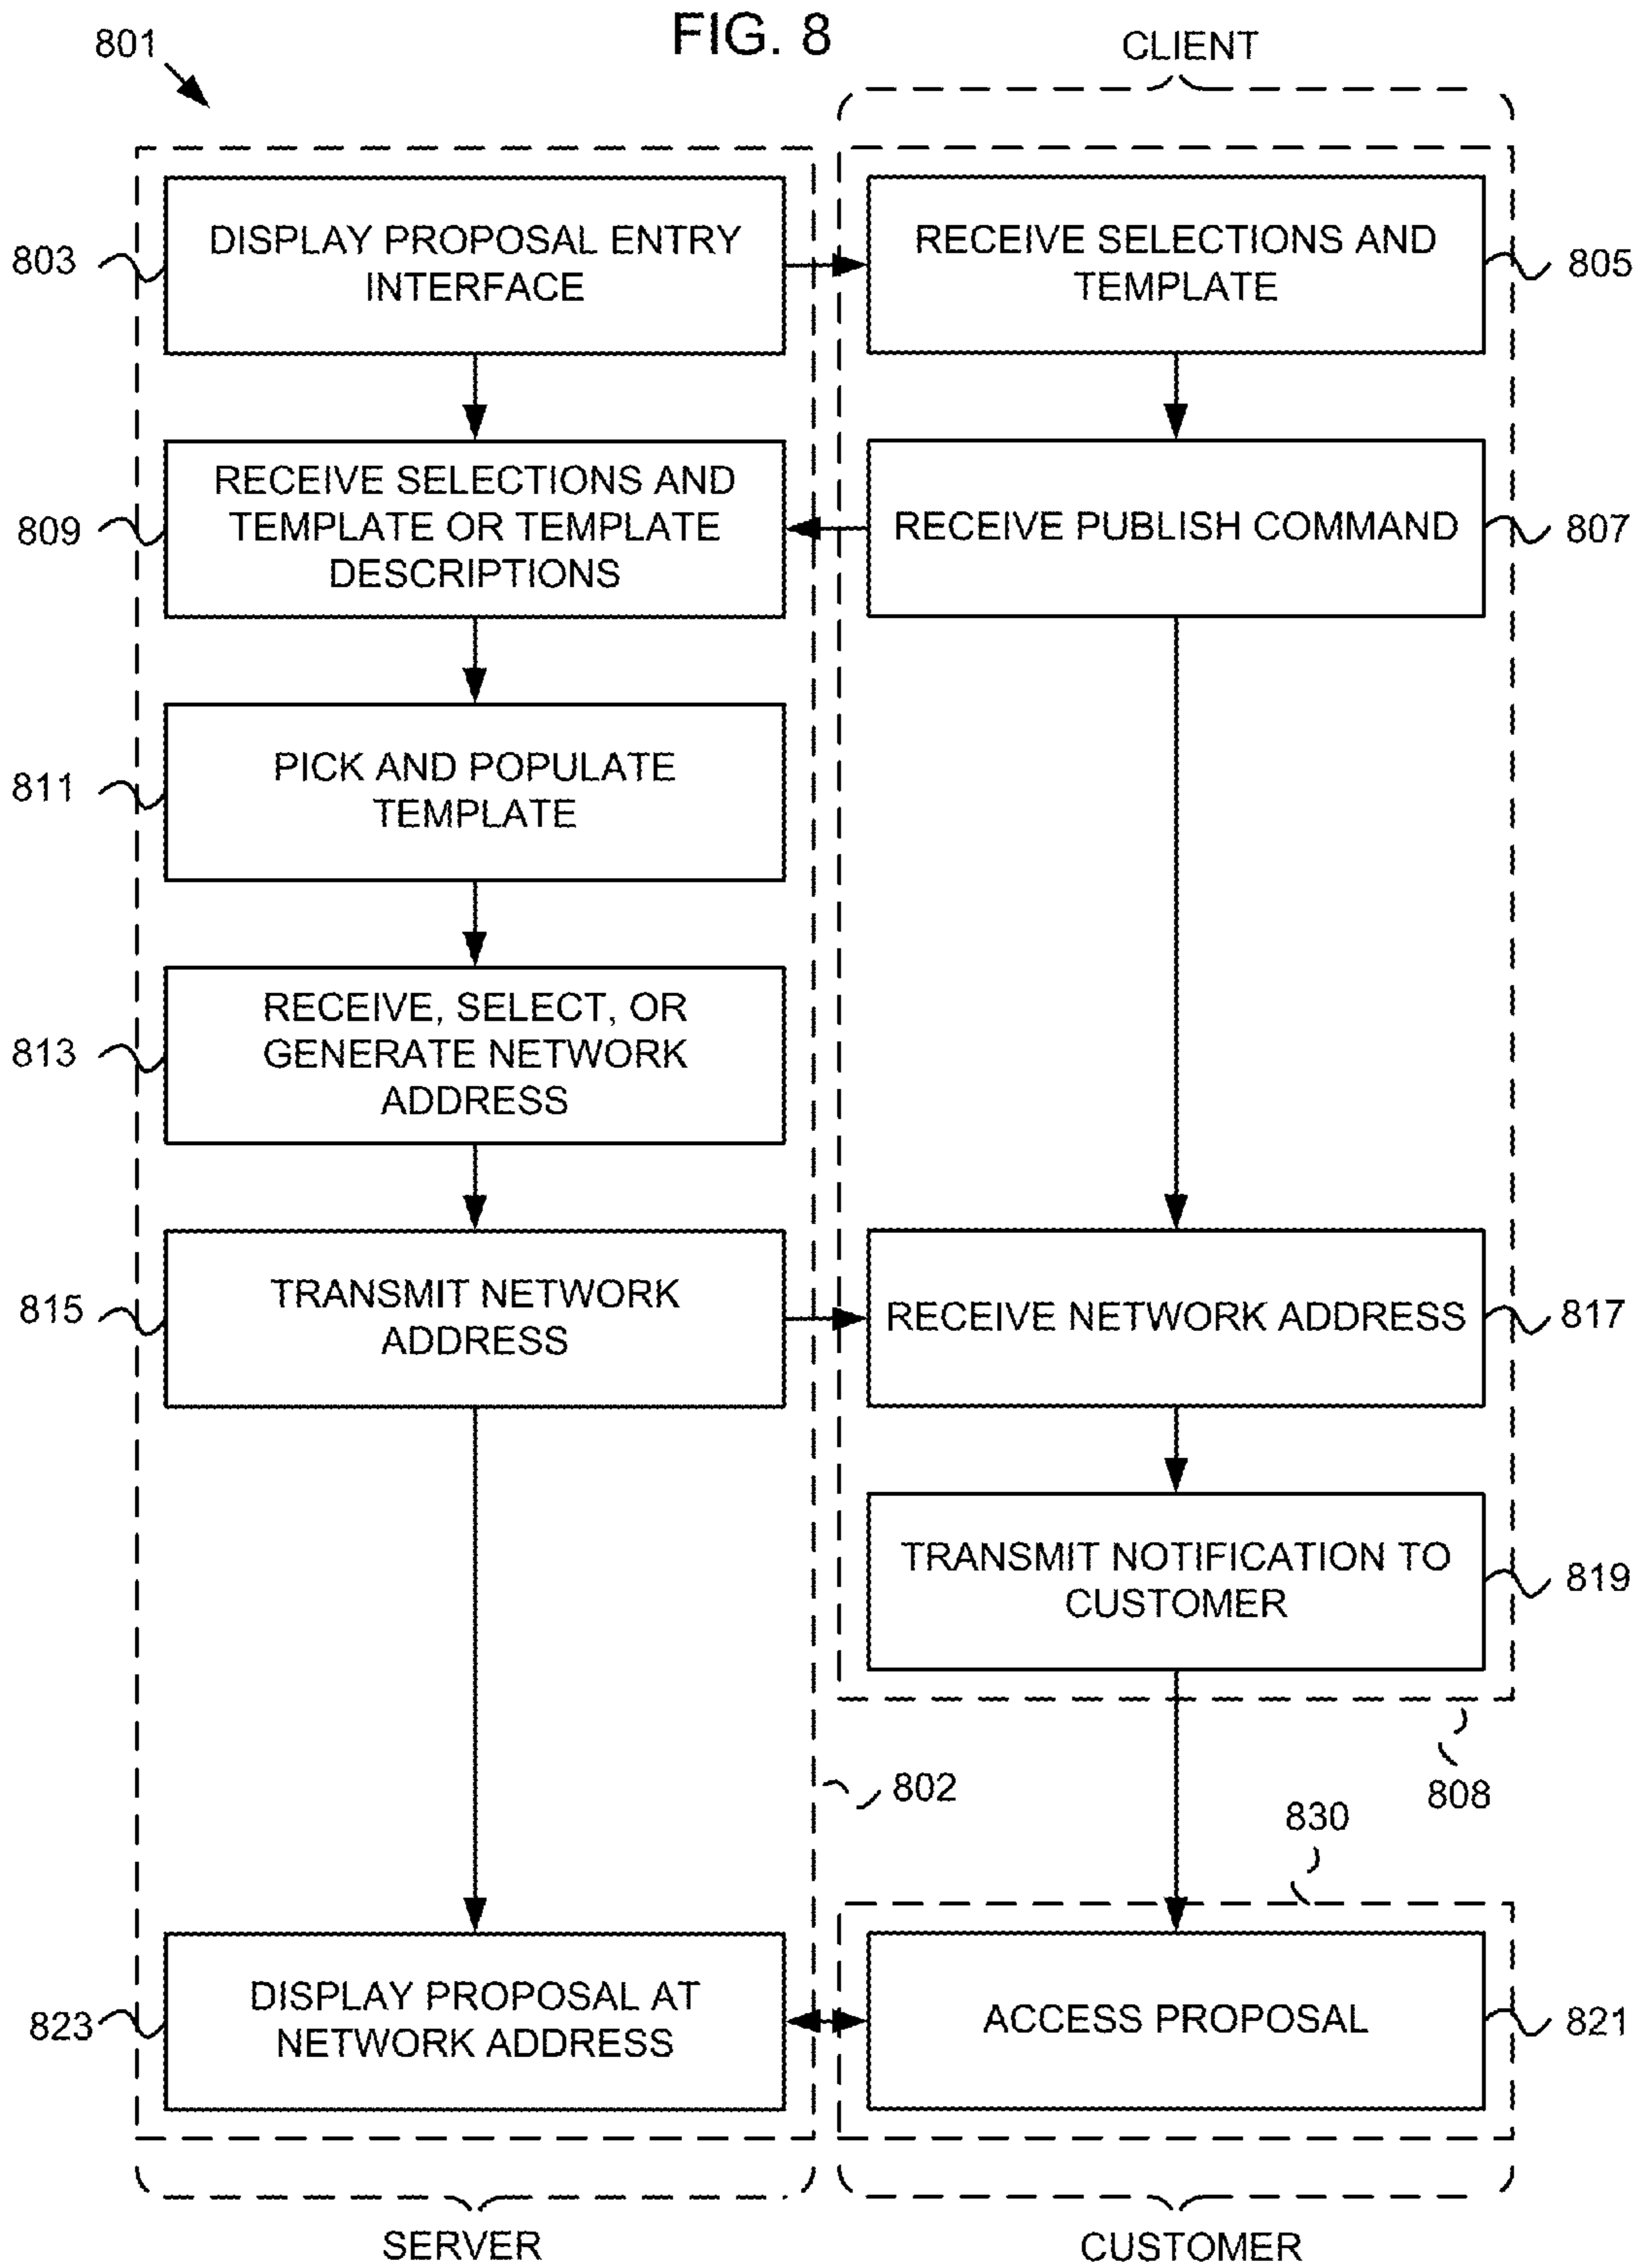 FIG. 8
801
CLIENT
803
DISPLAY PROPOSAL ENTRY
INTERFACE
RECEIVE SELECTIONS AND
TEMPLATE
805
809
RECEIVE SELECTIONS AND
TEMPLATE OR TEMPLATE
DESCRIPTIONS
RECEIVE PUBLISH COMMAND
807
811
PICK AND POPULATE
TEMPLATE
813
RECEIVE, SELECT, OR
GENERATE NETWORK
ADDRESS
815
TRANSMIT NETWORK
ADDRESS
RECEIVE NETWORK ADDRESS
817
TRANSMIT NOTIFICATION TO
CUSTOMER
819
802
808
830
823
DISPLAY PROPOSAL AT
NETWORK ADDRESS
ACCESS PROPOSAL
821
SERVER
CUSTOMER